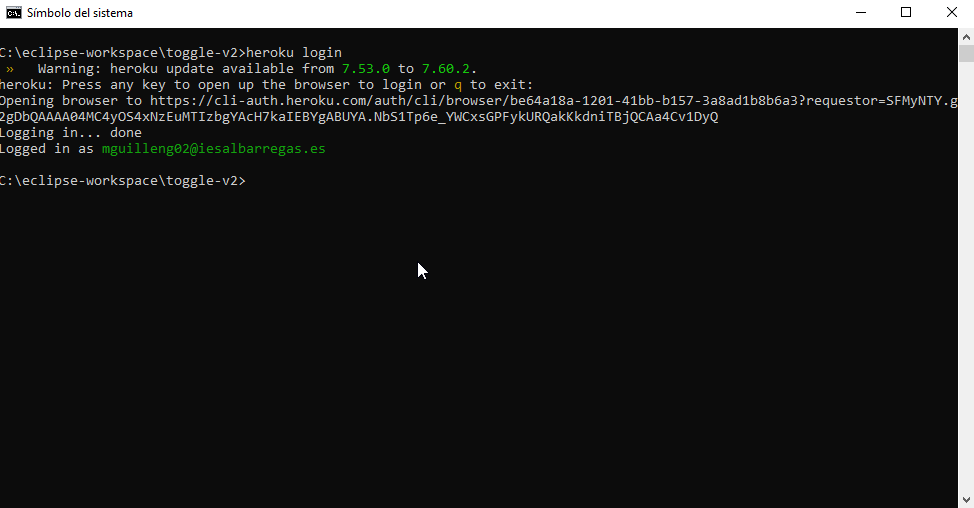 Símbolo del sistema
C:\eclipse-workspace\toggle-v2>heroku login
» Warning: heroku update available from 7.53.0 to 7.60.2.
heroku: Press any key to open up the browser to login or q to exit:
Opening browser to https://cli-auth.heroku.com/auth/cli/browser/be64a18a-1201-41bb-b157-3a8ad1b8b6a3?requestor=SFMyNTY.g
2gDbQAAAA04MC4yOS4xNzEuMTIzbgYAcH7kaIEBYgABUYA.NbS1Tp6e_YWCxsGPFykURQakKkdniTBjQCAa4Cv1DyQ
Logging in... done
Logged in as mguilleng02@iesalbarregas.es
C:\eclipse-workspace\toggle-v2>